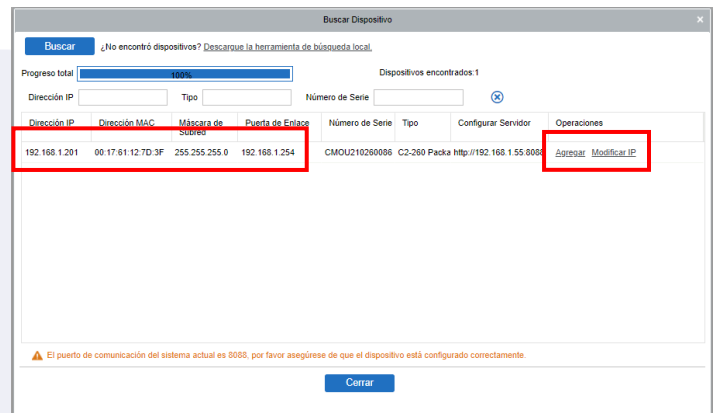 Buscar Dispositivo
Buscar ¿No encontró dispositivos? Descargue la herramienta de búsqueda local.
Progreso total 100% Dispositivos encontrados:1
Dirección IP Tipo Número de Serie
Dirección IP Dirección MAC Máscara de Subred Puerta de Enlace Número de Serie Tipo Configurar Servidor Operaciones
192.168.1.201 00:17:61:12:7D:3F 255.255.255.0 192.168.1.254 CMOU210260086 C2-260 Packa http://192.168.1.55:8088 Agregar Modificar IP
El puerto de comunicación del sistema actual es 8088, por favor asegúrese de que el dispositivo está configurado correctamente.
Cerrar